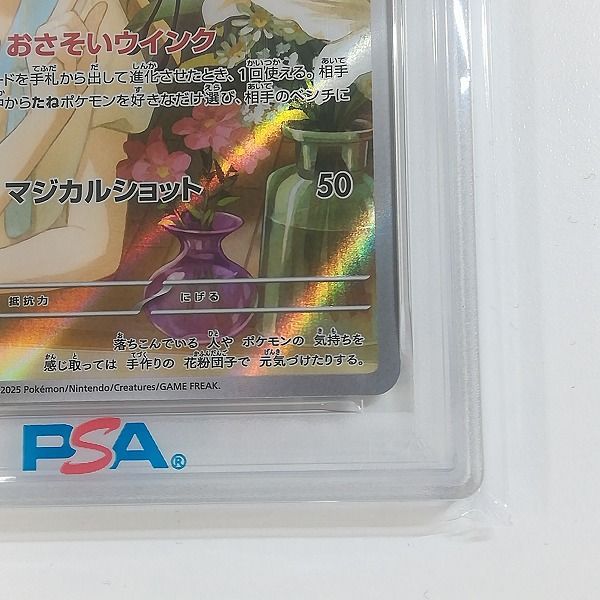 おさそいウインク
ードを手札から出して進化させたとき、1回使える。相手
からたねポケモンを好きなだけ選び、相手のベンチに
マジカルショット 50
抵抗力 にげる
落ちこんでいる 人や ポケモンの 気持ちを
感じ取っては 手作りの 花粉団子で 元気づけたりする。
2025 Pokémon/Nintendo/Creatures/GAME FREAK.
PSA®